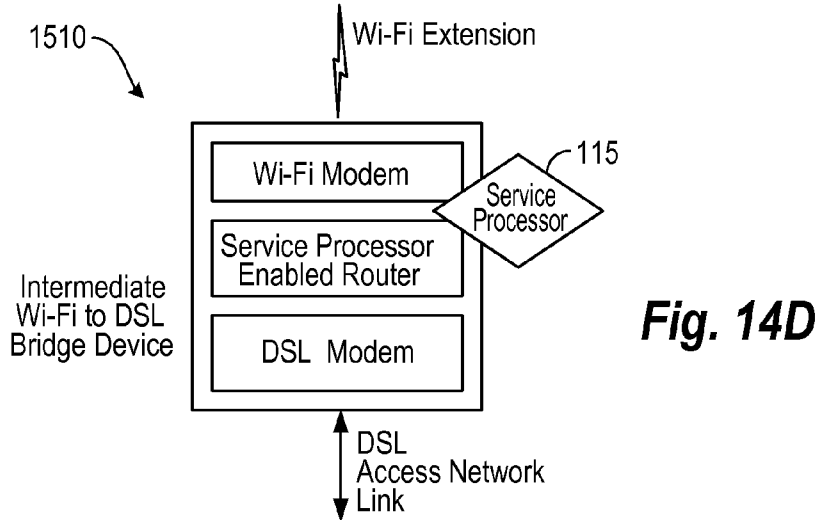 1510
Wi-Fi Extension
Wi-Fi Modem
115
Service
Processor
Service Processor
Enabled Router
Intermediate
Wi-Fi to DSL
Bridge Device
DSL Modem
Fig. 14D
DSL
Access Network
Link